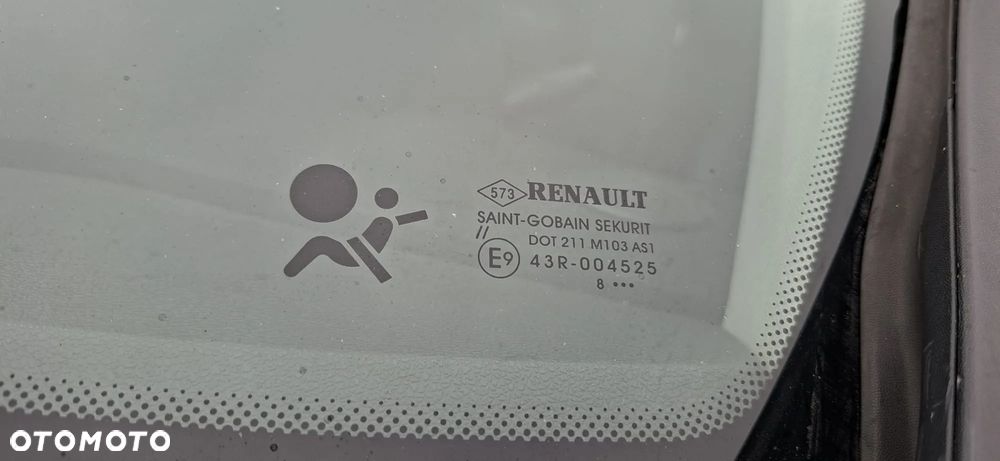 573 RENAULT
SAINT-GOBAIN SEKURIT
//
DOT 211 M103 AS1
E9 43R-004525
8 •••
OTOMOTO